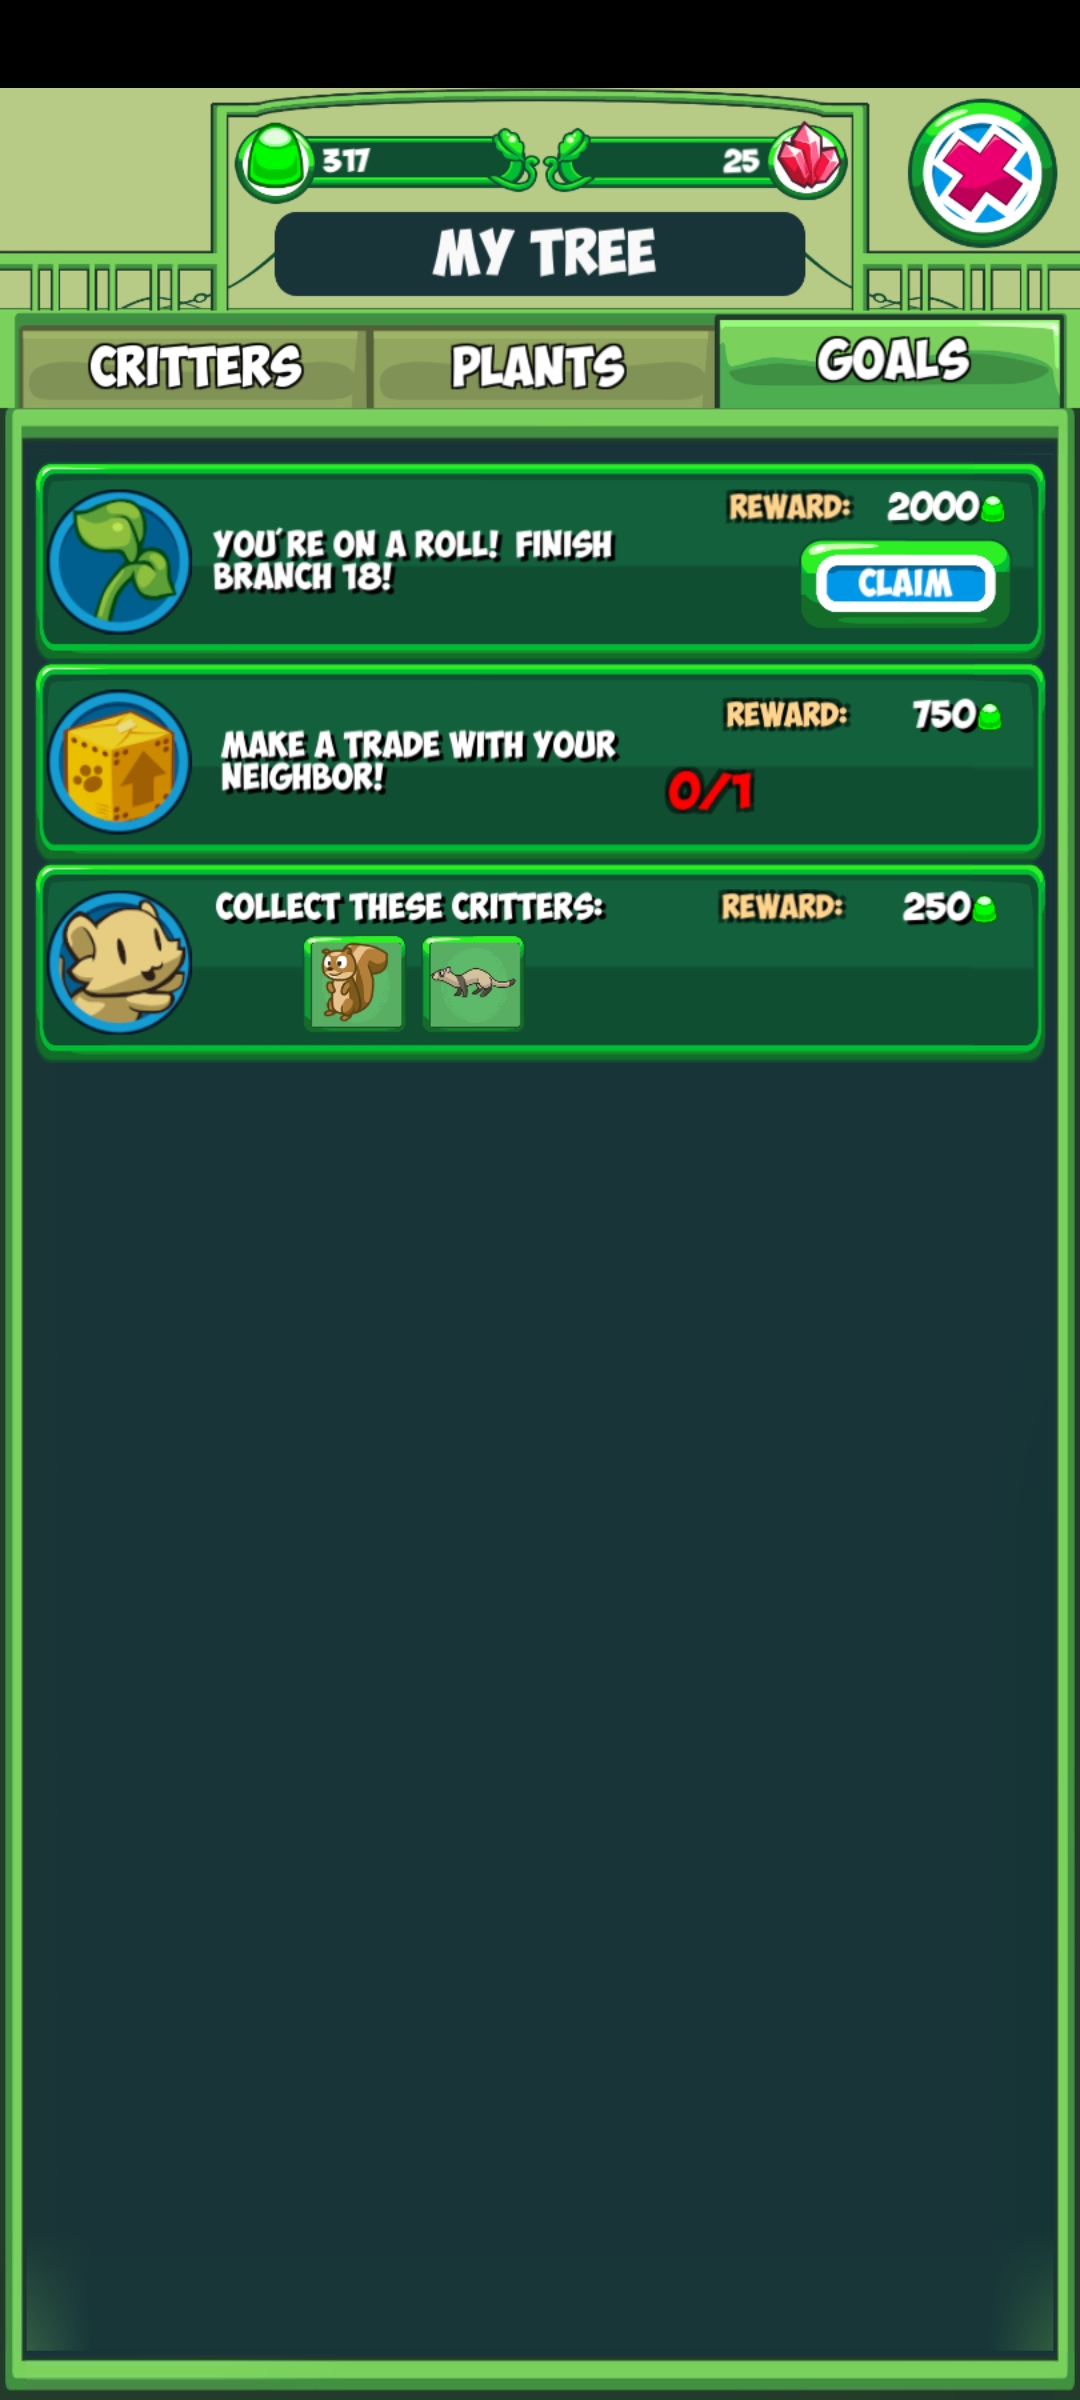 317
25
MY TREE
CRITTERS
PLANTS
GOALS
YOU'RE ON A ROLL! FINISH
BRANCH 18!
REWARD: 2000
CLAIM
MAKE A TRADE WITH YOUR
NEIGHBOR!
REWARD: 750
0/1
COLLECT THESE CRITTERS:
REWARD: 250